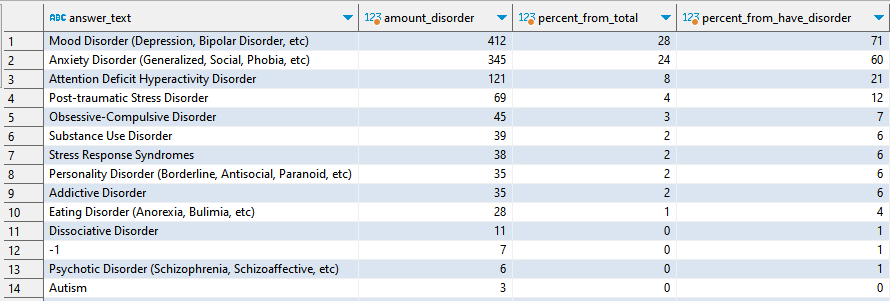 ABC answer_text 123 amount_disorder 123 percent_from_total 123 percent_from_have_disorder
1 Mood Disorder (Depression, Bipolar Disorder, etc) 412 28 71
2 Anxiety Disorder (Generalized, Social, Phobia, etc) 345 24 60
3 Attention Deficit Hyperactivity Disorder 121 8 21
4 Post-traumatic Stress Disorder 69 4 12
5 Obsessive-Compulsive Disorder 45 3 7
6 Substance Use Disorder 39 2 6
7 Stress Response Syndromes 38 2 6
8 Personality Disorder (Borderline, Antisocial, Paranoid, etc) 35 2 6
9 Addictive Disorder 35 2 6
10 Eating Disorder (Anorexia, Bulimia, etc) 28 1 4
11 Dissociative Disorder 11 0 1
12 -1 7 0 1
13 Psychotic Disorder (Schizophrenia, Schizoaffective, etc) 6 0 1
14 Autism 3 0 0